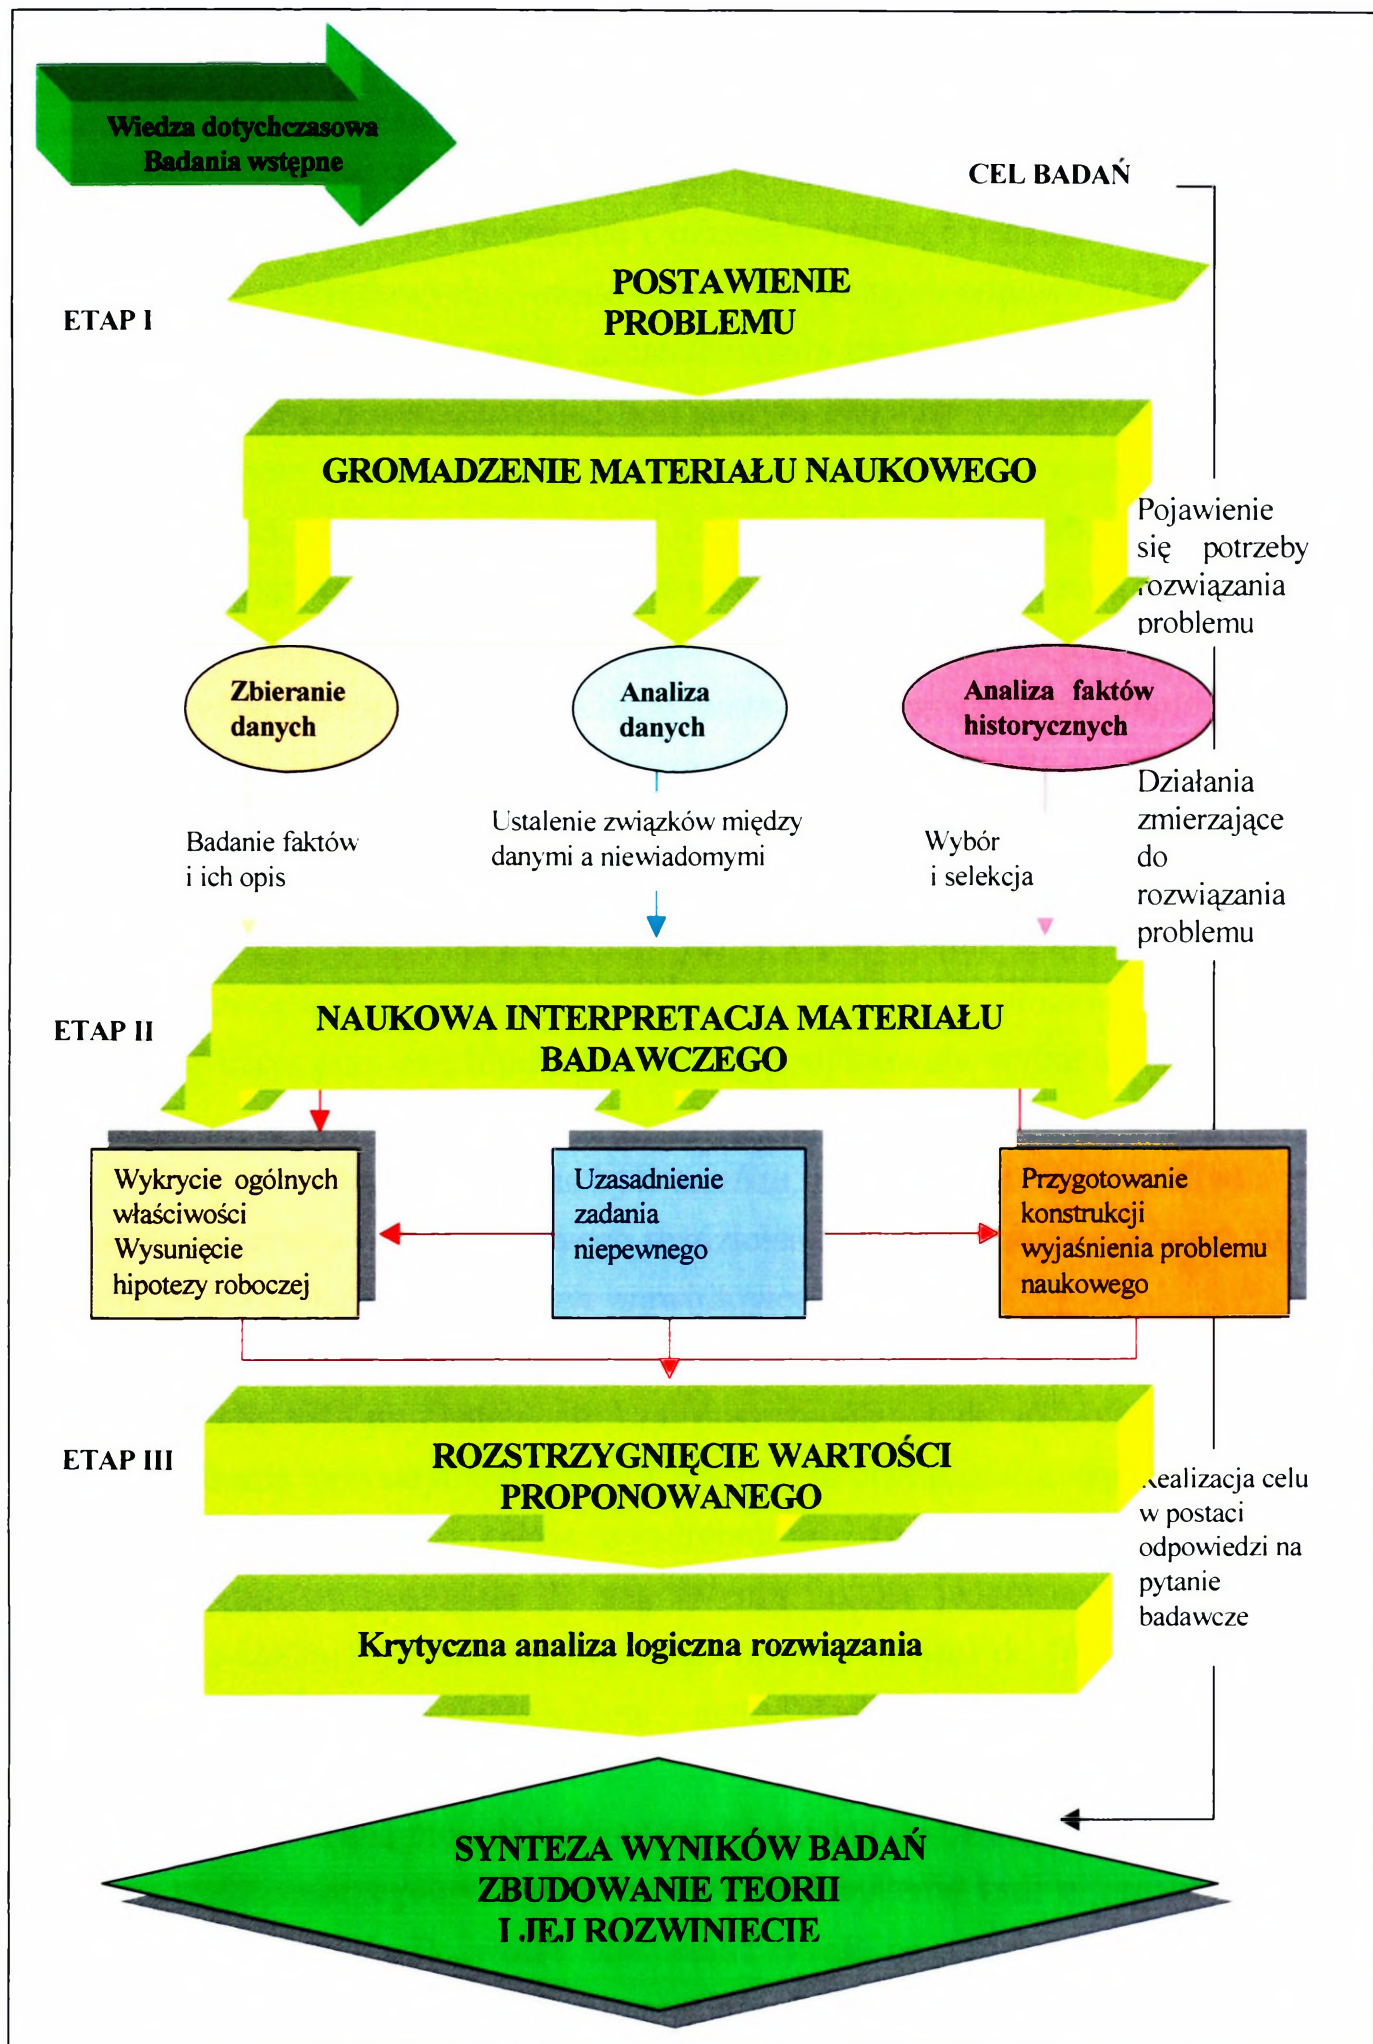 Wiedza dotychczasowa
Badania wstępne
CEL BADAŃ
POSTAWIENIE
PROBLEMU
ETAP I
GROMADZENIE MATERIAŁU NAUKOWEGO
Pojawienie
się potrzeby
rozwiązania
problemu
Zbieranie
danych
Analiza
danych
Analiza faktów
historycznych
Działania
zmierzające
do
rozwiązania
problemu
Badanie faktów
i ich opis
Ustalenie związków między
danymi a niewiadomymi
Wybór
i selekcja
ETAP II
NAUKOWA INTERPRETACJA MATERIAŁU
BADAWCZEGO
Wykrycie ogólnych
właściwości
Wysunięcie
hipotezy roboczej
Uzasadnienie
zadania
niepewnego
Przygotowanie
konstrukcji
wyjaśnienia problemu
naukowego
ETAP III
ROZSTRZYGNIĘCIE WARTOŚCI
PROPONOWANEGO
Realizacja celu
w postaci
odpowiedzi na
pytanie
badawcze
Krytyczna analiza logiczna rozwiązania
SYNTEZA WYNIKÓW BADAŃ
ZBUDOWANIE TEORII
I JEJ ROZWINIĘCIE